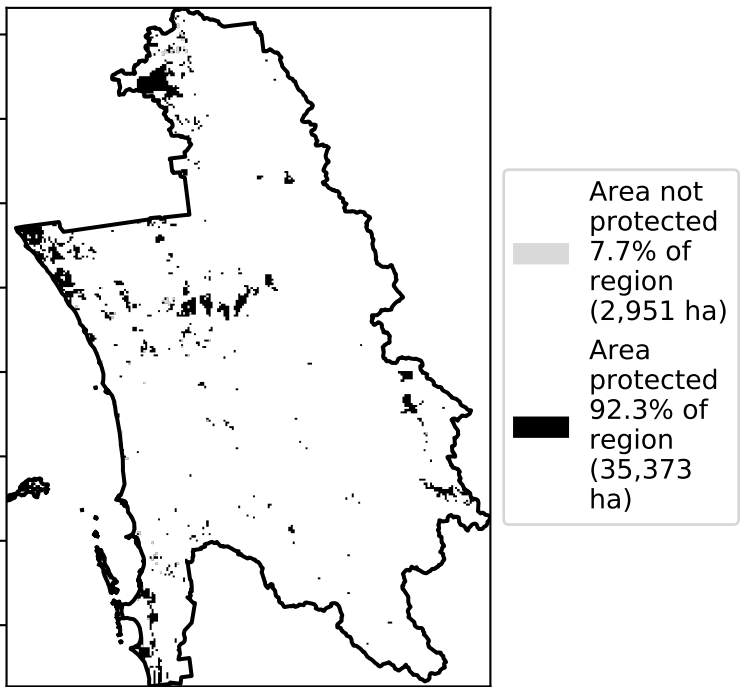 Area not
protected
7.7% of
region
(2,951 ha)
Area
protected
92.3% of
region
(35,373
ha)